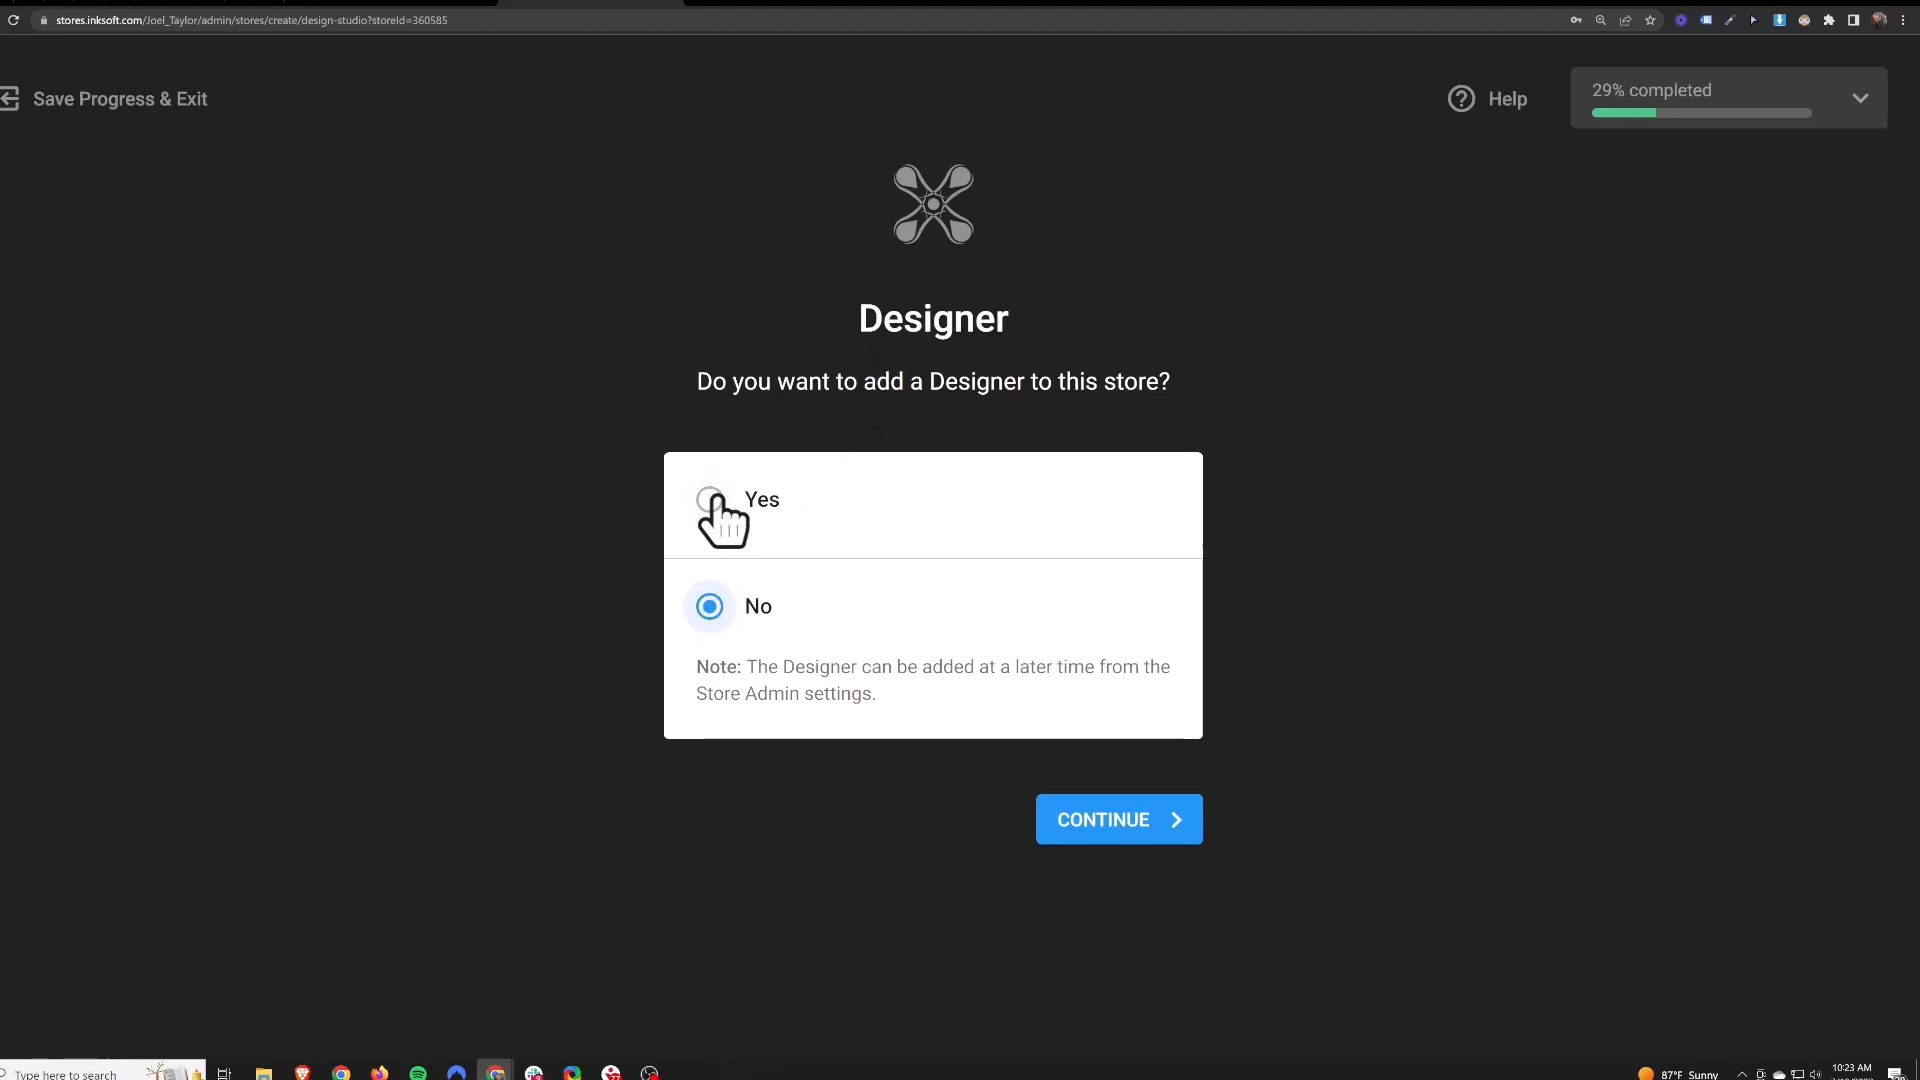 stores.inksoft.com/Joel_Taylor/admin/stores/create/design-studio?storeId=360585
Save Progress & Exit
Help
29% completed
Designer
Do you want to add a Designer to this store?
Yes
No
Note: The Designer can be added at a later time from the
Store Admin settings.
CONTINUE
Type here to search
87°F Sunny
10:23 AM